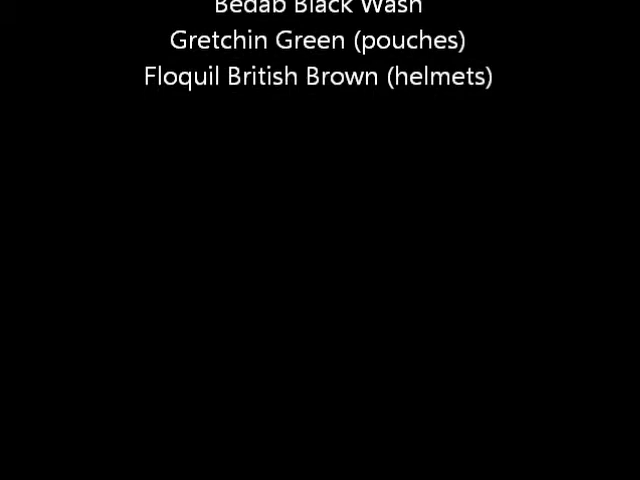 Bedab Black Wash
Gretchin Green (pouches)
Floquil British Brown (helmets)